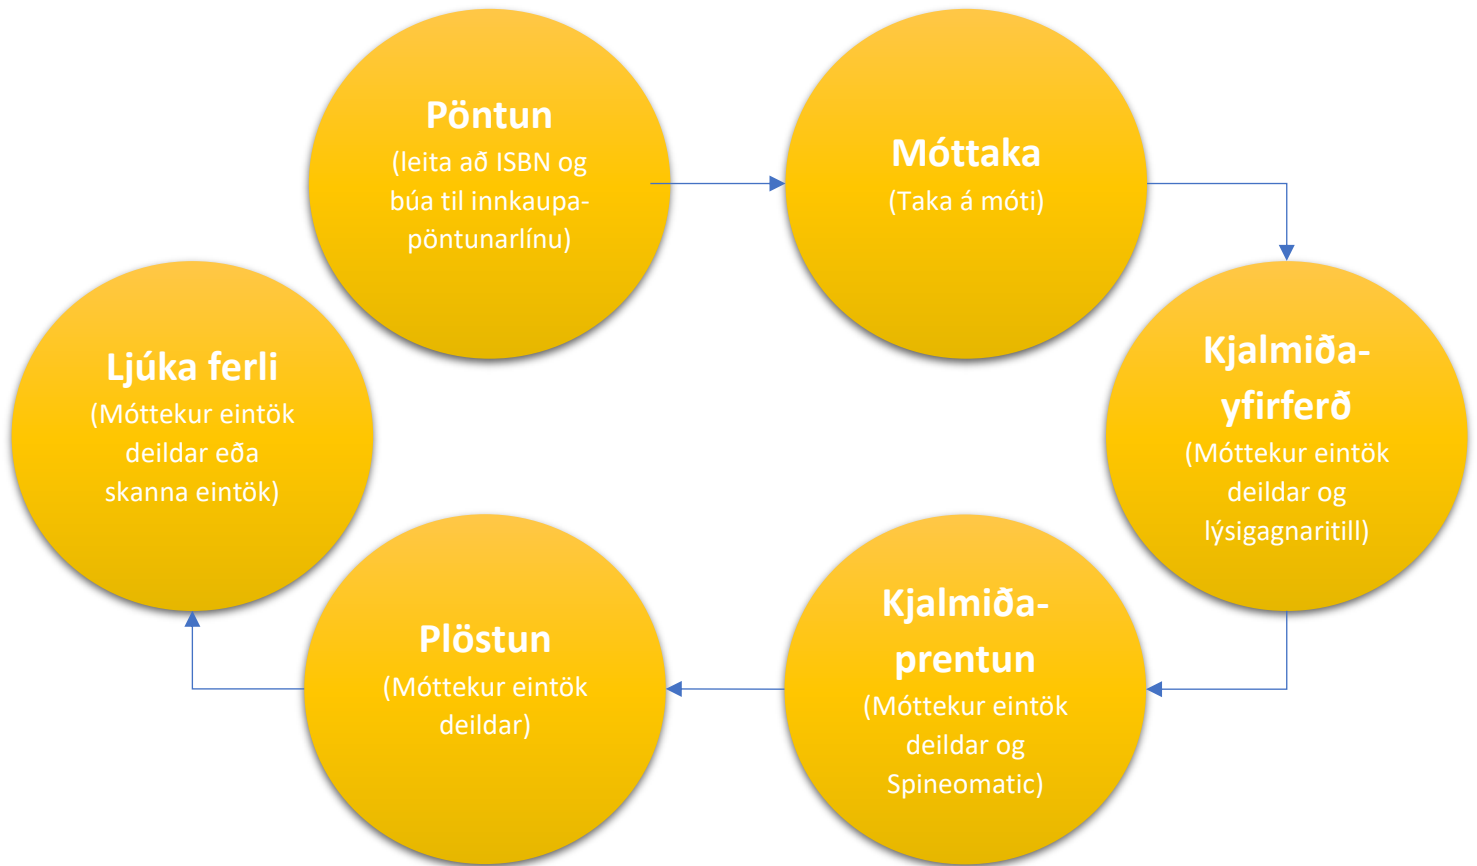 Pöntun
(leita að ISBN og
búa til innkaupa-
pöntunarlínu)
Móttaka
(Taka á móti)
Kjalmiða-
yfirferð
(Móttekur eintök
deildar og
lýsigagnaritill)
Kjalmiða-
prentun
(Móttekur eintök
deildar og
Spineomatic)
Plöstun
(Móttekur eintök
deildar)
Ljúka ferli
(Móttekur eintök
deildar eða
skanna eintök)